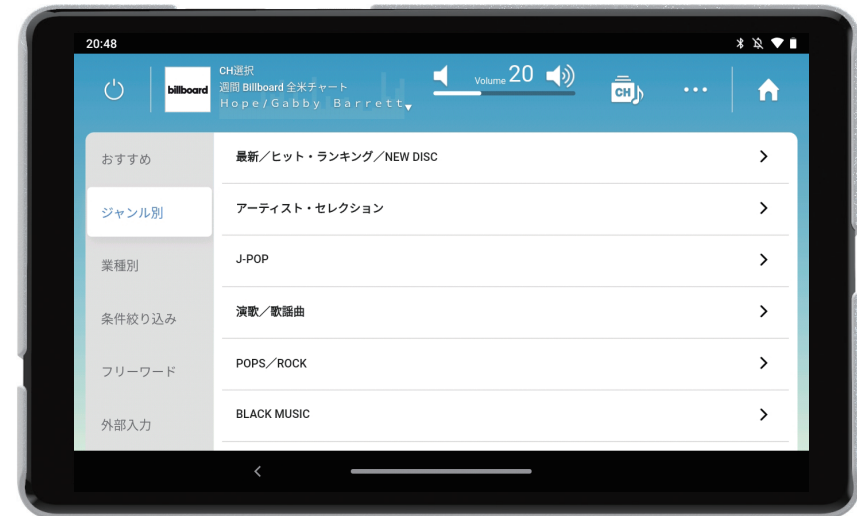 20:48
billboard
CH選択
週間 Billboard 全米チャート
Hope/Gabby Barrett
Volume 20
CH
おすすめ
ジャンル別
業種別
条件絞り込み
フリーワード
外部入力
最新／ヒット・ランキング／NEW DISC
アーティスト・セレクション
J-POP
演歌／歌謡曲
POPS／ROCK
BLACK MUSIC